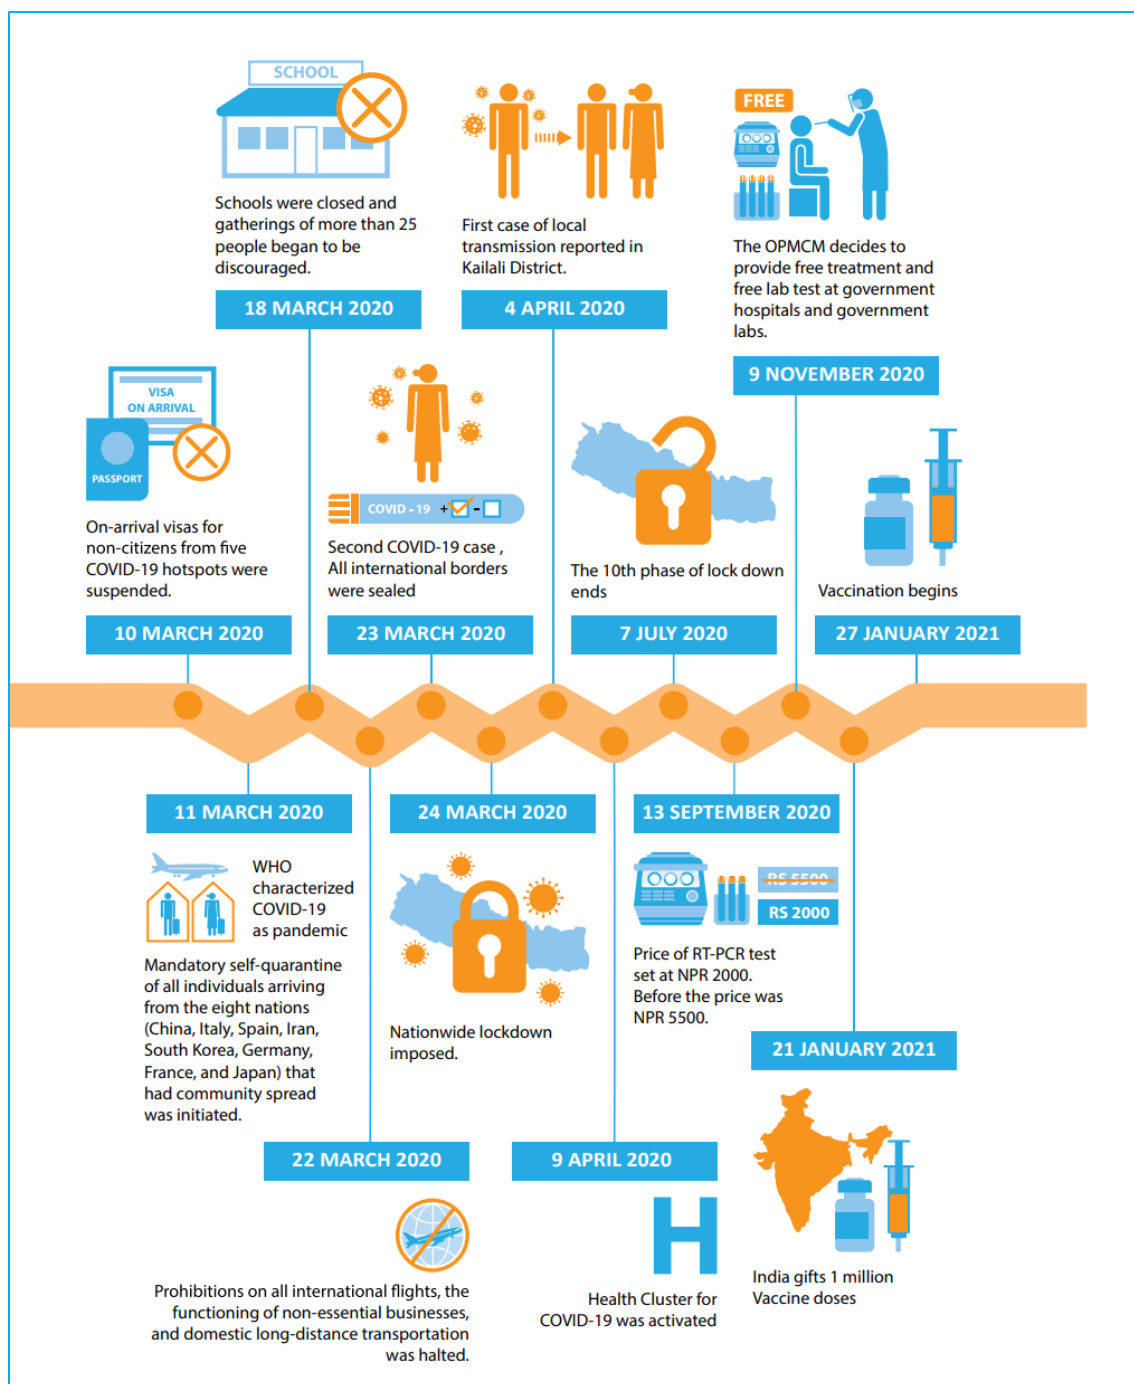 SCHOOL
Schools were closed and
gatherings of more than 25
people began to be
discouraged.
18 MARCH 2020
First case of local
transmission reported in
Kailali District.
4 APRIL 2020
FREE
The OPMCM decides to
provide free treatment and
free lab test at government
hospitals and government
labs.
9 NOVEMBER 2020
VISA
ON ARRIVAL
PASSPORT
On-arrival visas for
non-citizens from five
COVID-19 hotspots were
suspended.
10 MARCH 2020
COVID - 19 + -
Second COVID-19 case ,
All international borders
were sealed
23 MARCH 2020
The 10th phase of lock down
ends
7 JULY 2020
Vaccination begins
27 JANUARY 2021
11 MARCH 2020
WHO
characterized
COVID-19
as pandemic
Mandatory self-quarantine
of all individuals arriving
from the eight nations
(China, Italy, Spain, Iran,
South Korea, Germany,
France, and Japan) that
had community spread
was initiated.
24 MARCH 2020
Nationwide lockdown
imposed.
13 SEPTEMBER 2020
RS 5500
RS 2000
Price of RT-PCR test
set at NPR 2000.
Before the price was
NPR 5500.
21 JANUARY 2021
India gifts 1 million
Vaccine doses
22 MARCH 2020
Prohibitions on all international flights, the
functioning of non-essential businesses,
and domestic long-distance transportation
was halted.
9 APRIL 2020
H
Health Cluster for
COVID-19 was activated